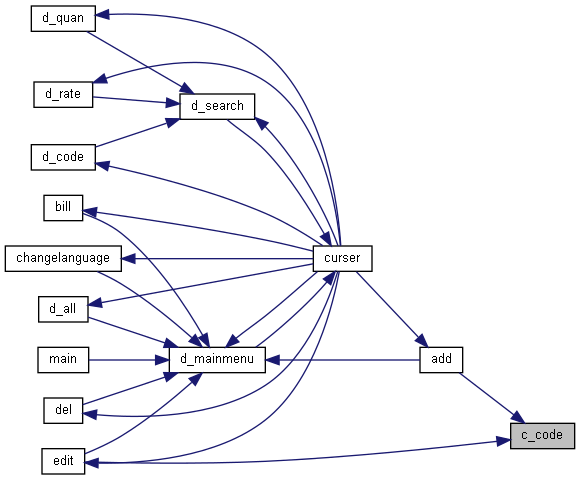 d_quan
d_rate
d_search
d_code
bill
changelanguage
curser
d_all
main
d_mainmenu
add
del
c_code
edit